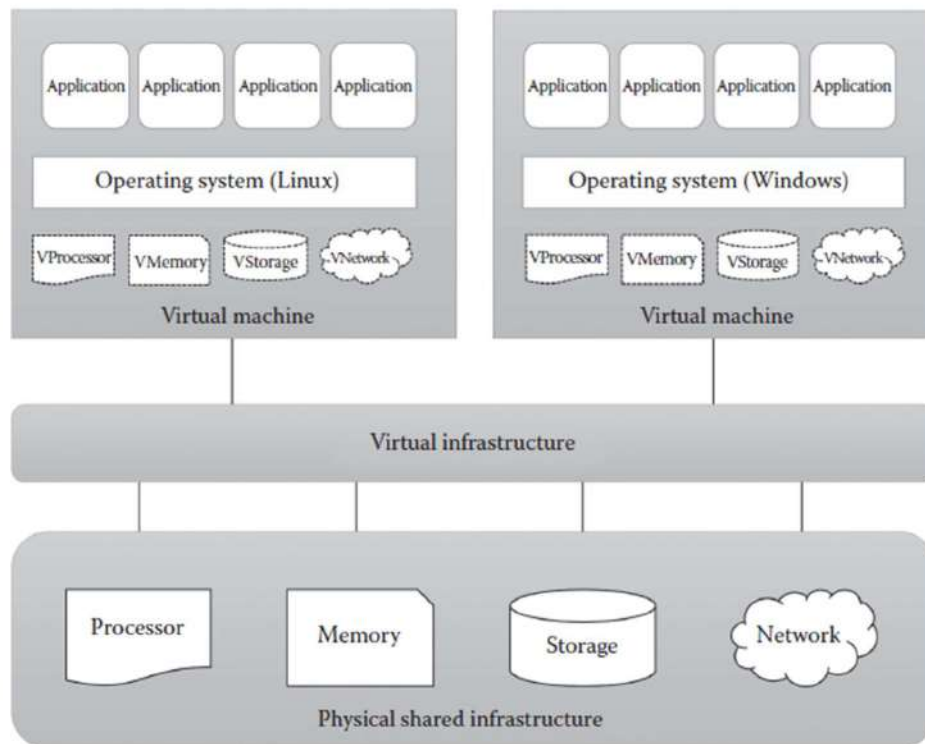 Application Application Application Application
Application Application Application Application
Operating system (Linux)
Operating system (Windows)
VProcessor VMemory VStorage VNetwork
VProcessor VMemory VStorage VNetwork
Virtual machine
Virtual machine
Virtual infrastructure
Processor Memory Storage Network
Physical shared infrastructure